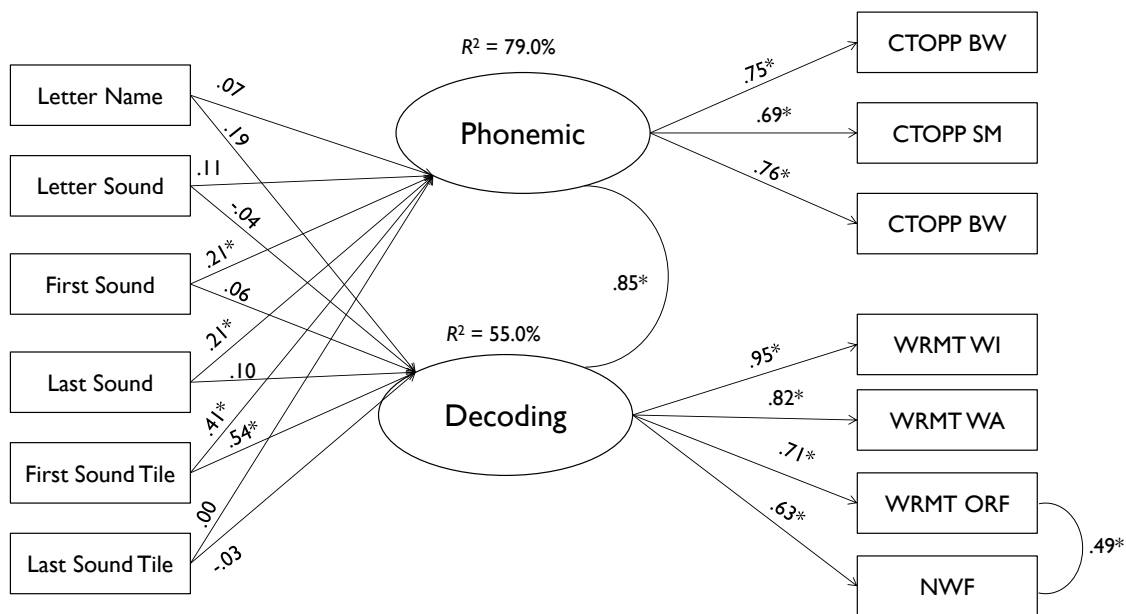 R² = 79.0%
CTOPP BW
Letter Name
.07
.75*
Phonemic
.69*
CTOPP SM
.19
Letter Sound
.11
.76*
-.04
CTOPP BW
.21*
First Sound
.06
.85*
R² = 55.0%
.21*
WRMT WI
.95*
Last Sound
.10
.82*
WRMT WA
Decoding
.41*
.54*
.71*
First Sound Tile
WRMT ORF
.63*
.00
.49*
Last Sound Tile
-.03
NWF